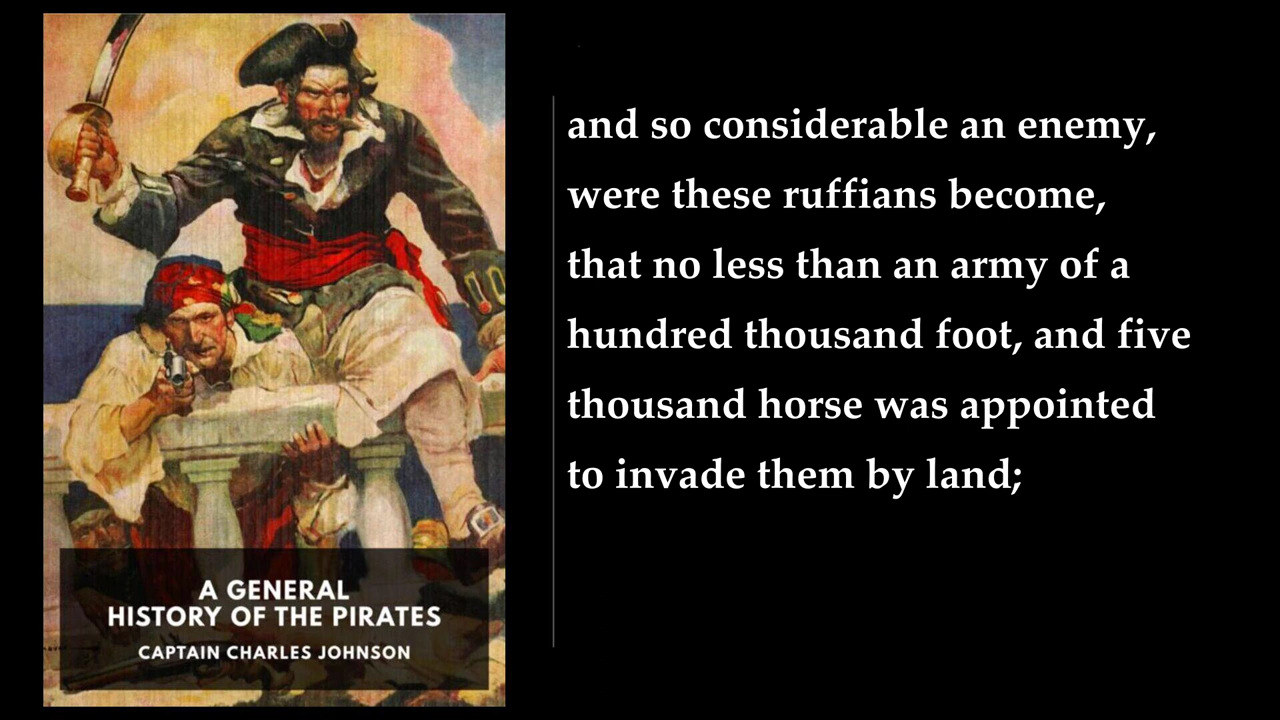 and so considerable an enemy,
were these ruffians become,
that no less than an army of a
hundred thousand foot, and five
thousand horse was appointed
to invade them by land;
A GENERAL
HISTORY OF THE PIRATES
CAPTAIN CHARLES JOHNSON